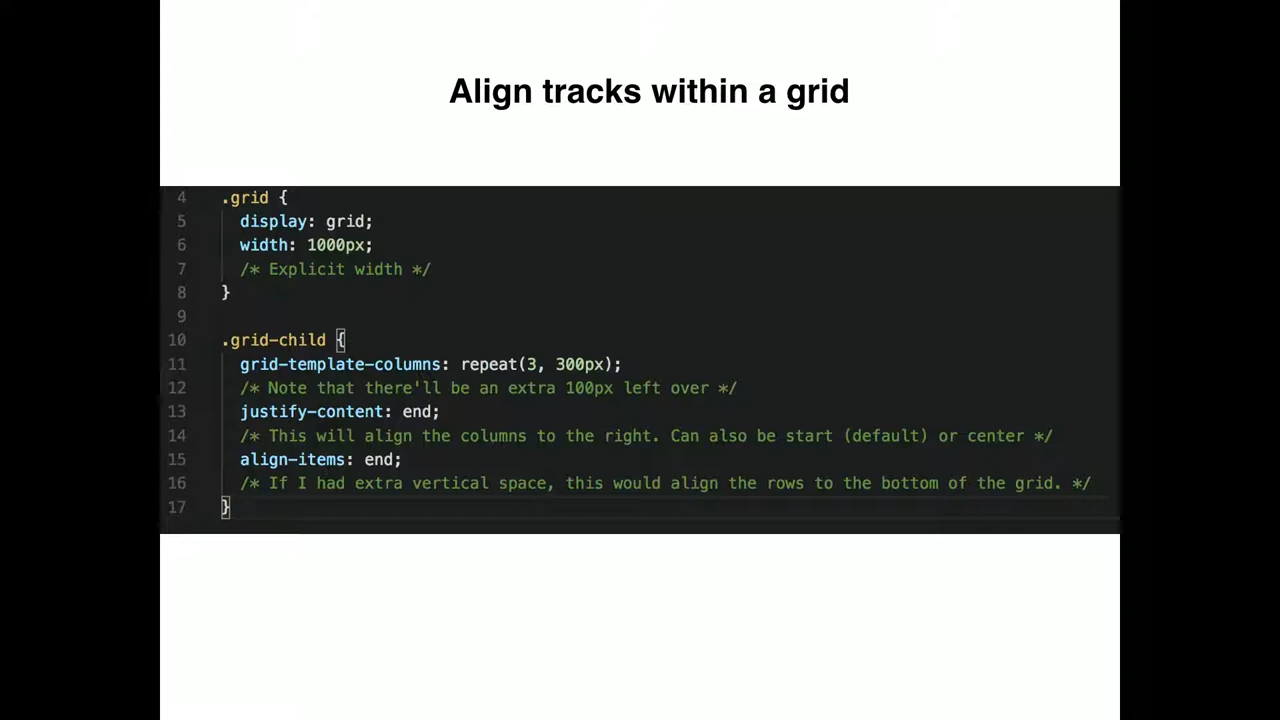 Align tracks within a grid
4 .grid {
5 display: grid;
6 width: 1000px;
7 /* Explicit width */
8 }
9
10 .grid-child {
11 grid-template-columns: repeat(3, 300px);
12 /* Note that there'll be an extra 100px left over */
13 justify-content: end;
14 /* This will align the columns to the right. Can also be start (default) or center */
15 align-items: end;
16 /* If I had extra vertical space, this would align the rows to the bottom of the grid. */
17 }